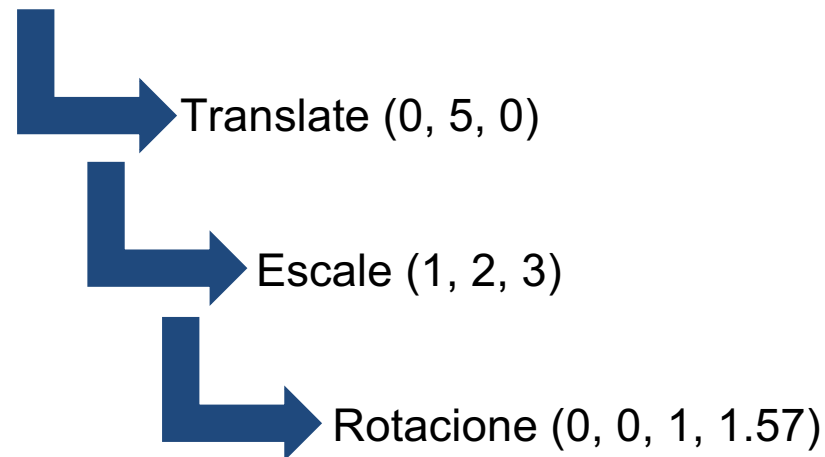 Translate (0, 5, 0)
Escale (1, 2, 3)
Rotacione (0, 0, 1, 1.57)